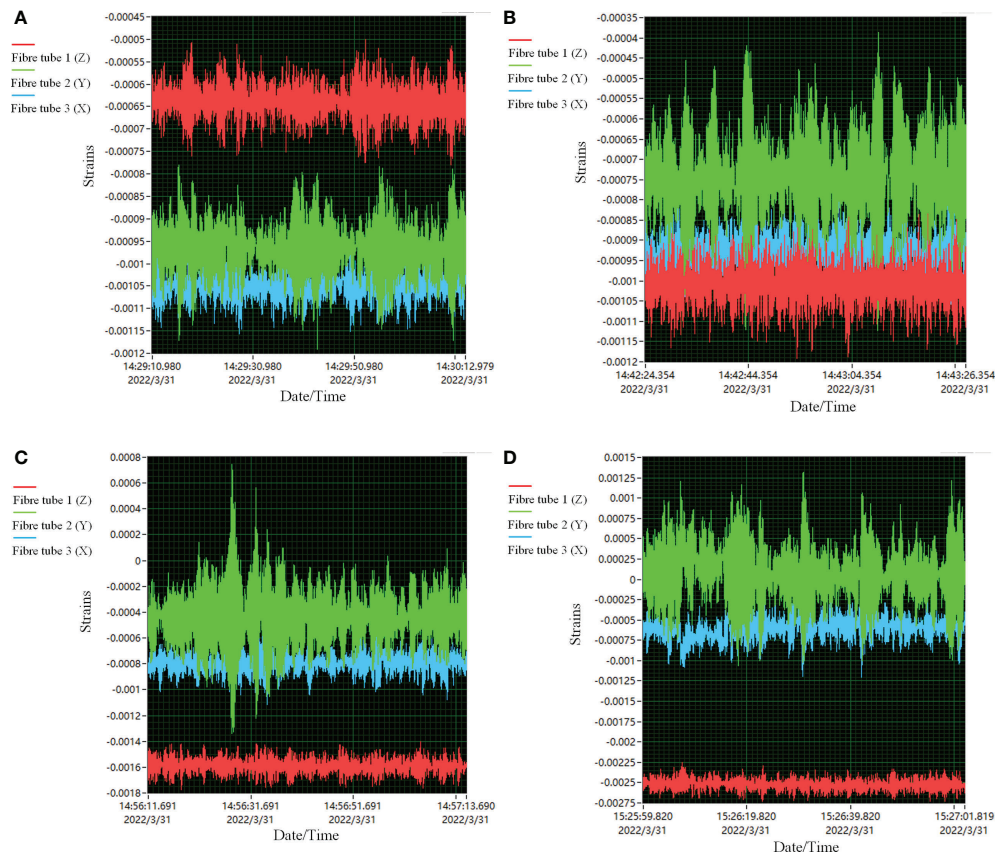 A
Fibre tube 1 (Z)
Fibre tube 2 (Y)
Fibre tube 3 (X)
Strains
-0.00045
-0.0005
-0.00055
-0.0006
-0.00065
-0.0007
-0.00075
-0.0008
-0.00085
-0.0009
-0.00095
-0.001
-0.00105
-0.0011
-0.00115
-0.0012
14:29:10.980 14:29:30.980 14:29:50.980 14:30:12.979
2022/3/31 2022/3/31 2022/3/31 2022/3/31
Date/Time
B
Fibre tube 1 (Z)
Fibre tube 2 (Y)
Fibre tube 3 (X)
Strains
-0.00035
-0.0004
-0.00045
-0.0005
-0.00055
-0.0006
-0.00065
-0.0007
-0.00075
-0.0008
-0.00085
-0.0009
-0.00095
-0.001
-0.00105
-0.0011
-0.00115
-0.0012
14:42:24.354 14:42:44.354 14:43:04.354 14:43:26.354
2022/3/31 2022/3/31 2022/3/31 2022/3/31
Date/Time
C
Fibre tube 1 (Z)
Fibre tube 2 (Y)
Fibre tube 3 (X)
Strains
0.0008
0.0006
0.0004
0.0002
0
-0.0002
-0.0004
-0.0006
-0.0008
-0.001
-0.0012
-0.0014
-0.0016
-0.0018
14:56:11.691 14:56:31.691 14:56:51.691 14:57:13.690
2022/3/31 2022/3/31 2022/3/31 2022/3/31
Date/Time
D
Fibre tube 1 (Z)
Fibre tube 2 (Y)
Fibre tube 3 (X)
Strains
0.0015
0.00125
0.001
0.00075
0.0005
0.00025
0
-0.00025
-0.0005
-0.00075
-0.001
-0.00125
-0.0015
-0.00175
-0.002
-0.00225
-0.0025
-0.00275
15:25:59.820 15:26:19.820 15:26:39.820 15:27:01.819
2022/3/31 2022/3/31 2022/3/31 2022/3/31
Date/Time